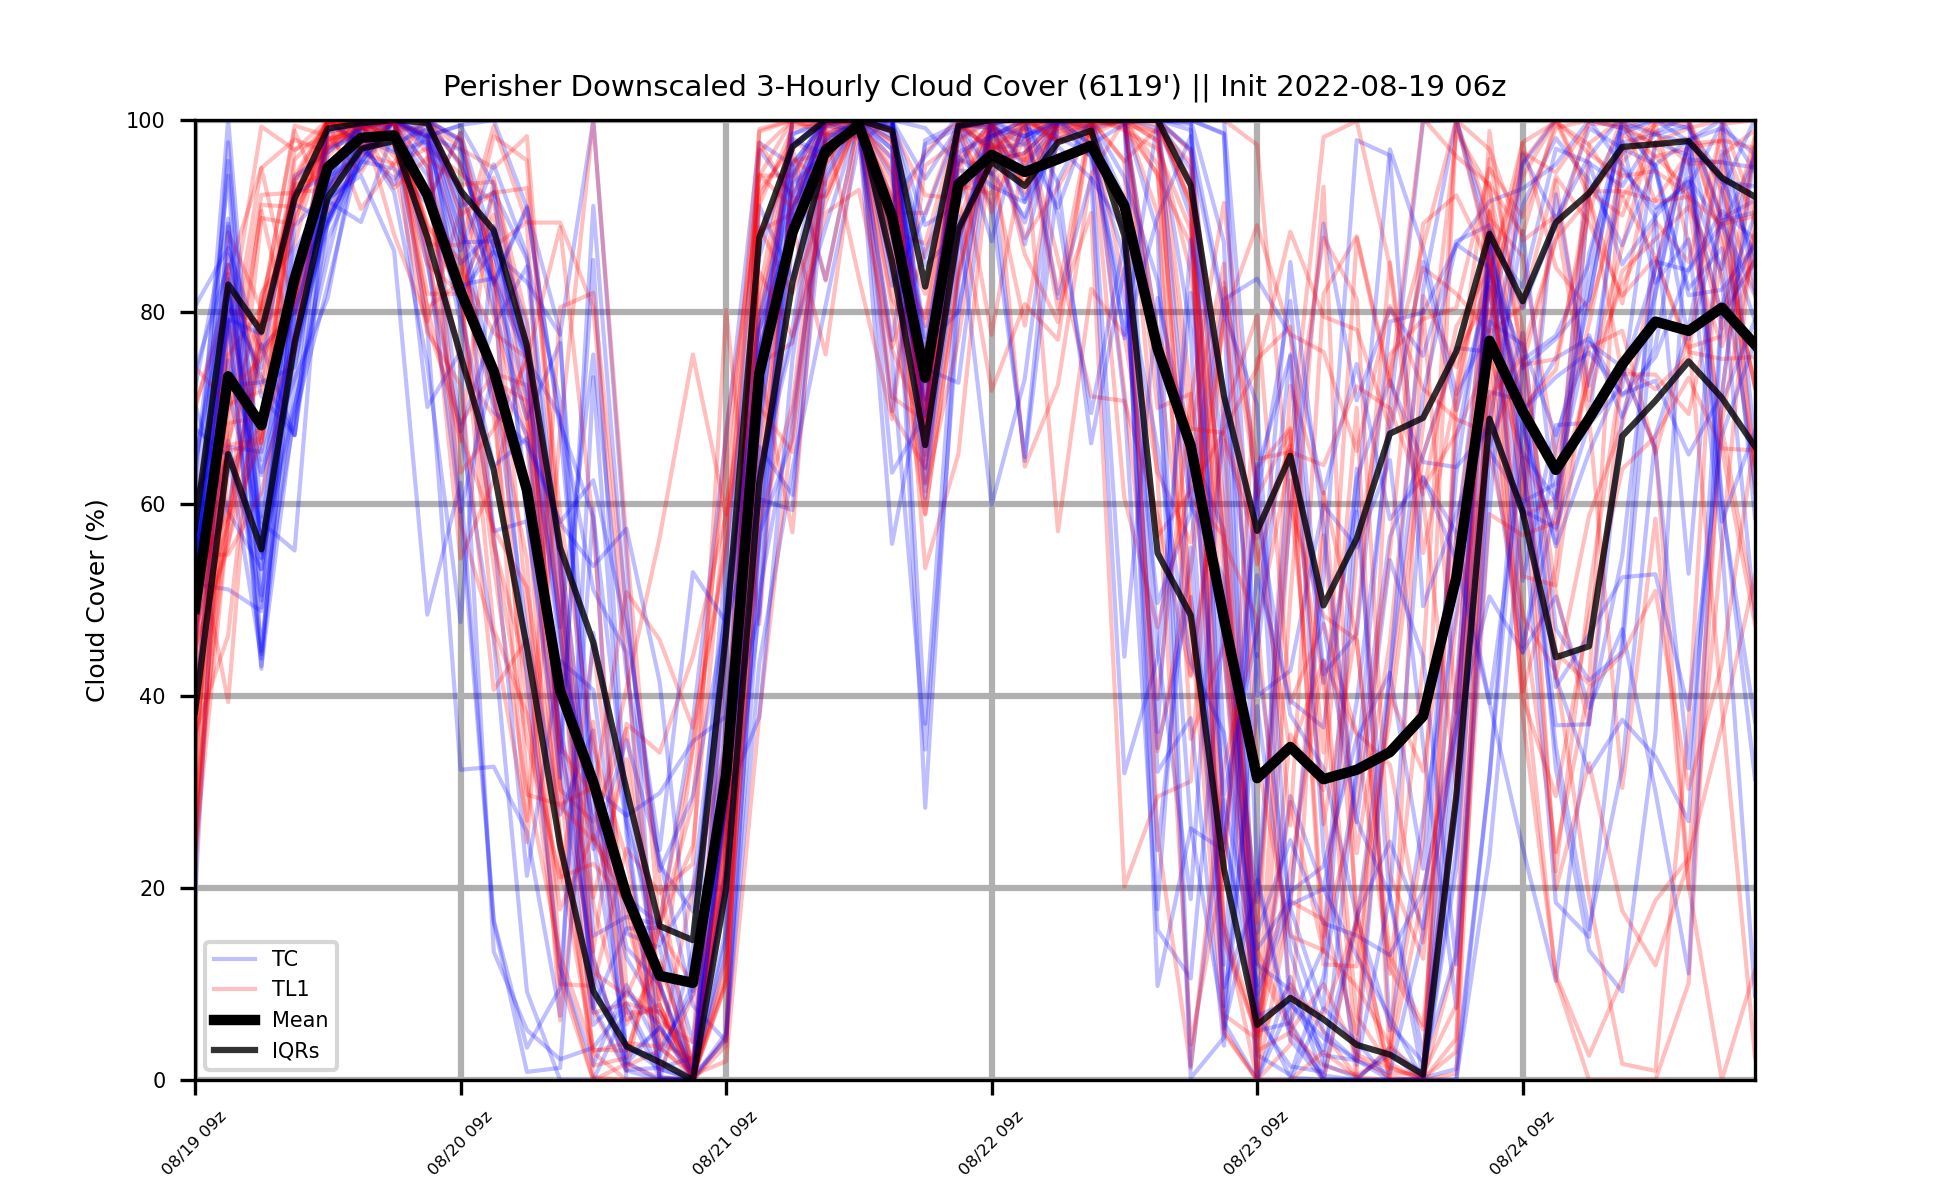 Perisher Downscaled 3-Hourly Cloud Cover (6119') || Init 2022-08-19 06z
Cloud Cover (%)
100
80
60
40
20
0
TC
TL1
Mean
IQRs
08/19 09z
08/20 09z
08/21 09z
08/22 09z
08/23 09z
08/24 09z